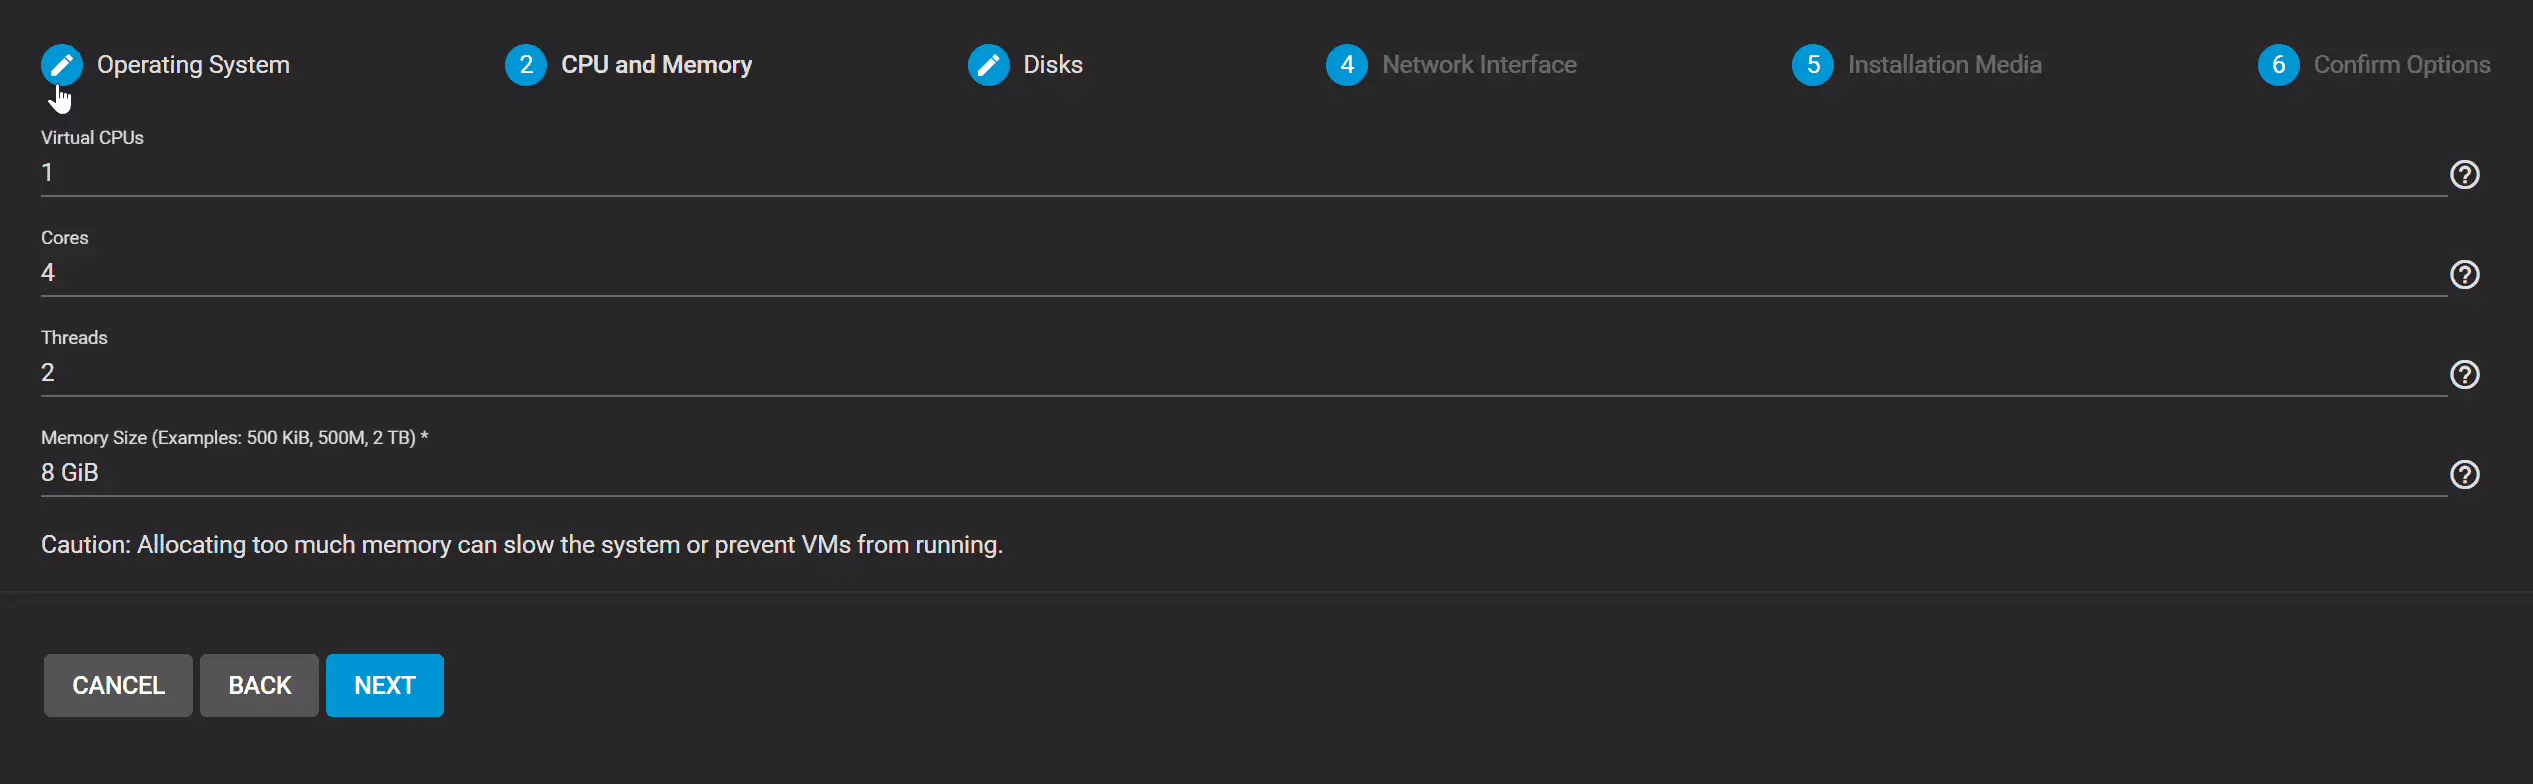 Operating System
2 CPU and Memory
Disks
4 Network Interface
5 Installation Media
6 Confirm Options
Virtual CPUs
1
Cores
4
Threads
2
Memory Size (Examples: 500 KiB, 500M, 2 TB) *
8 GiB
Caution: Allocating too much memory can slow the system or prevent VMs from running.
CANCEL
BACK
NEXT